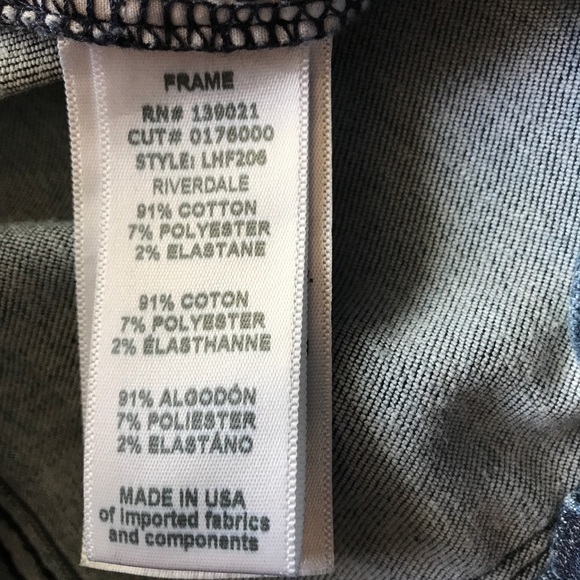 FRAME
RN# 139021
CUT# 0176000
STYLE: LHF206
RIVERDALE
91% COTTON
7% POLYESTER
2% ELASTANE
91% COTON
7% POLYESTER
2% ÉLASTHANNE
91% ALGODÓN
7% POLIESTER
2% ELASTÁNO
MADE IN USA
of imported fabrics
and components